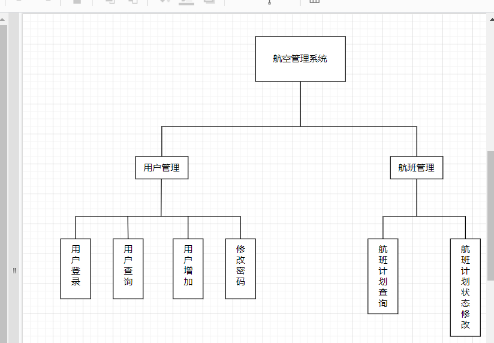 航空管理系统
用户管理
航班管理
用户登录
用户查询
用户增加
修改密码
航班计划查询
航班计划状态修改